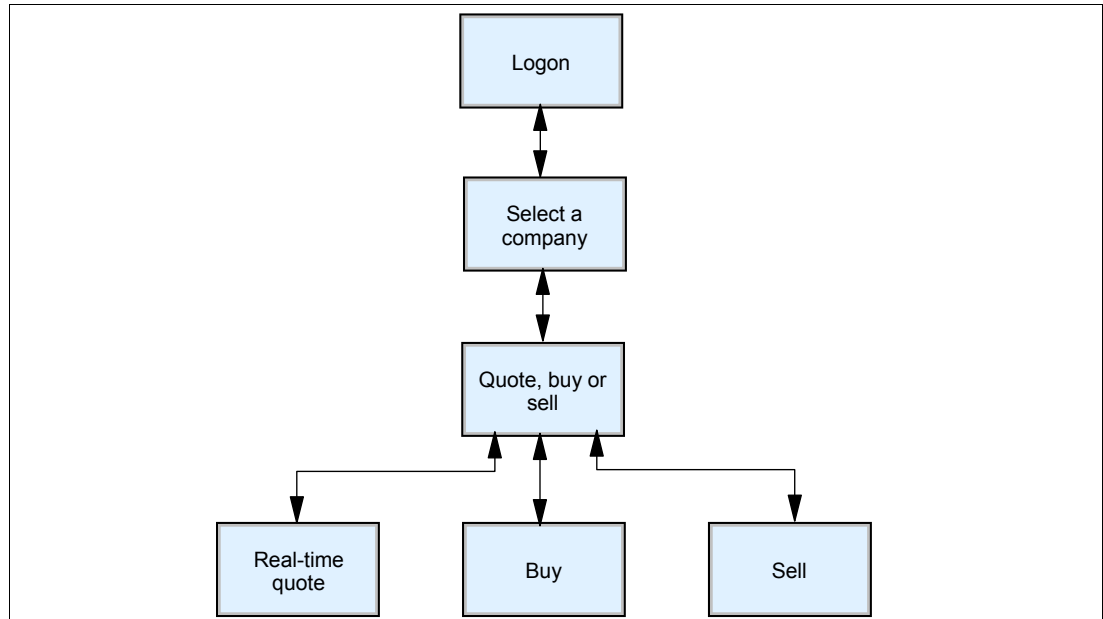 Logon
Select a
company
Quote, buy or
sell
Real-time
quote
Buy
Sell